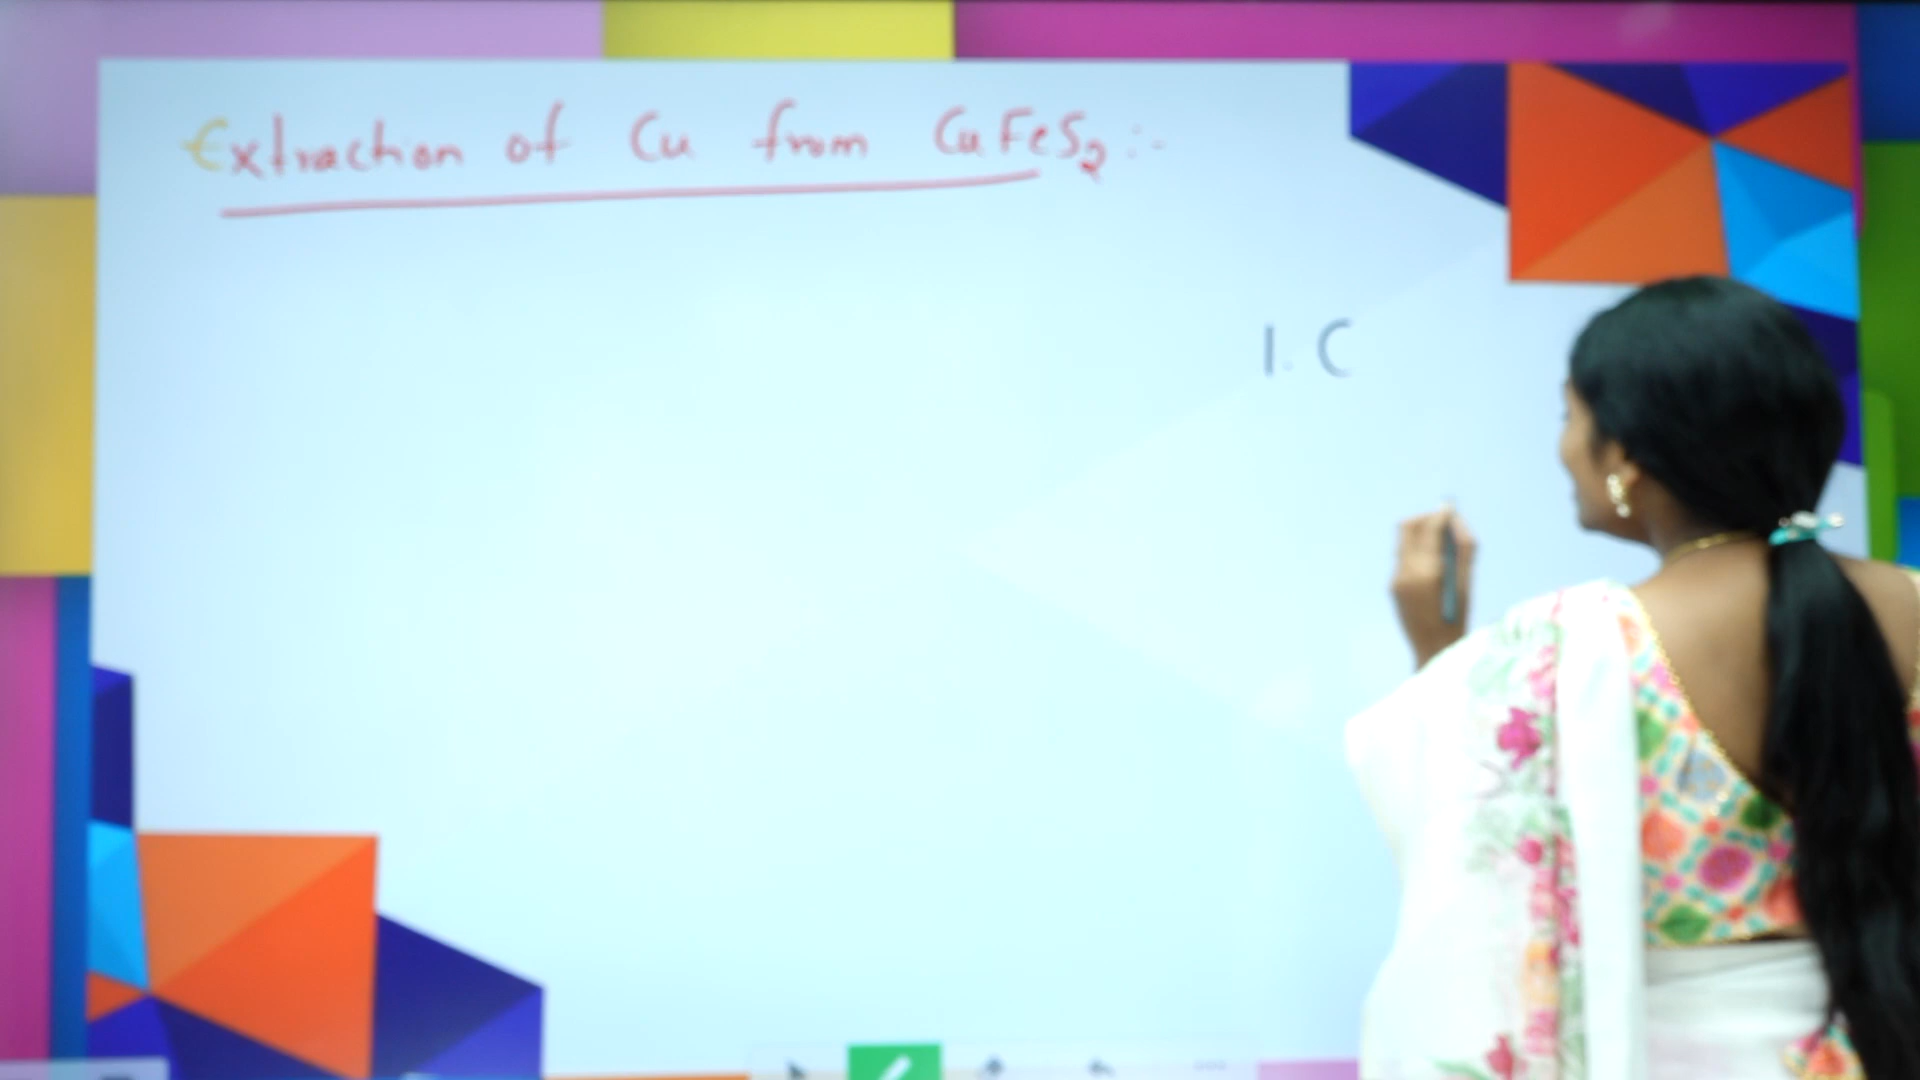 Extraction of Cu from CuFeS₂ :-
1. C